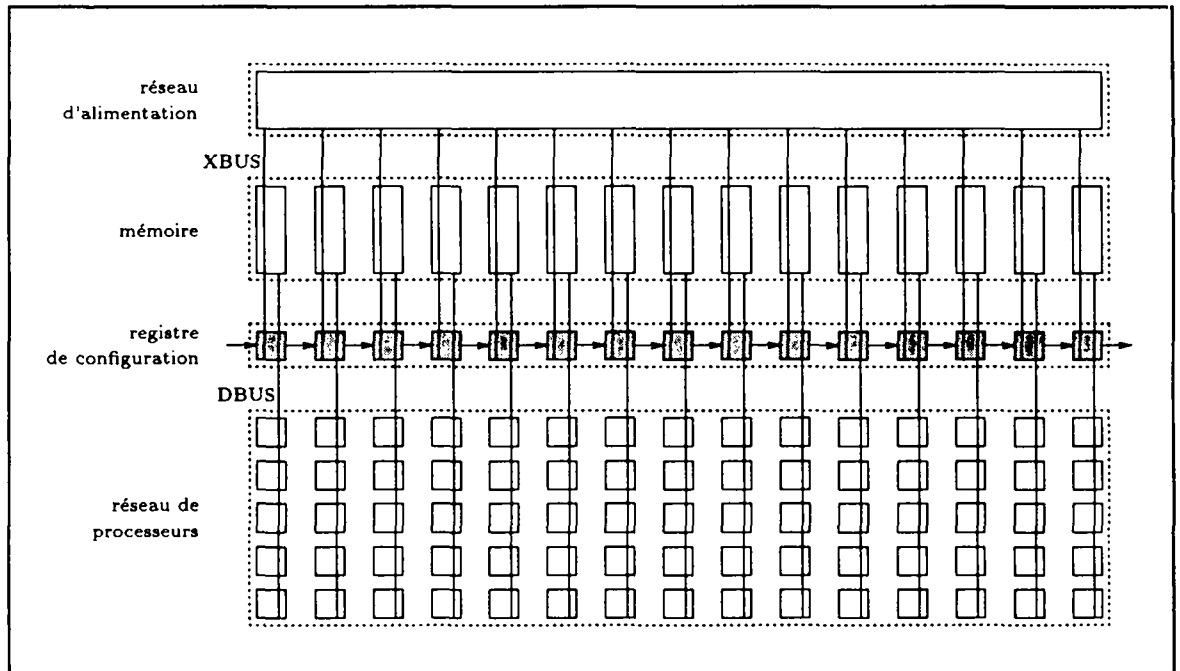 réseau
d'alimentation
XBUS
mémoire
registre
de configuration
DBUS
réseau de
processeurs